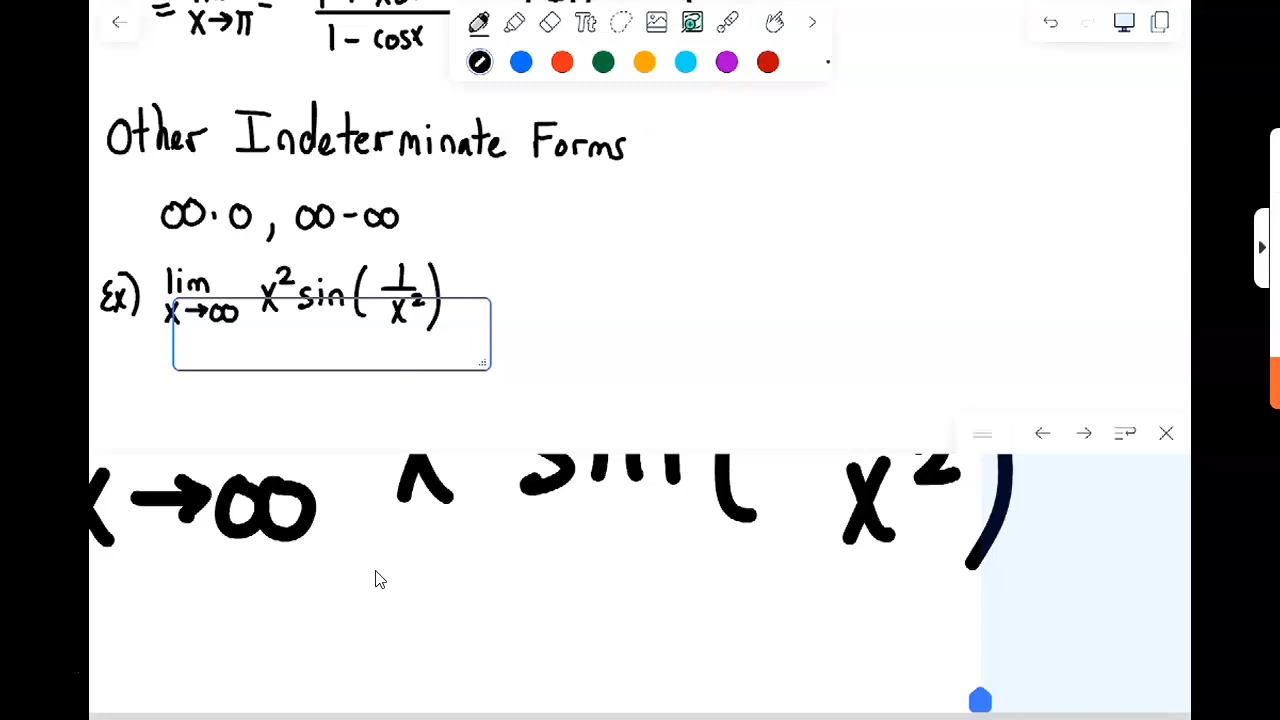 = x→π
1 - cosx
Other Indeterminate Forms
∞·0, ∞-∞
Ex) lim x→∞ x² sin(1/x²)
x→∞ x sin( x²)